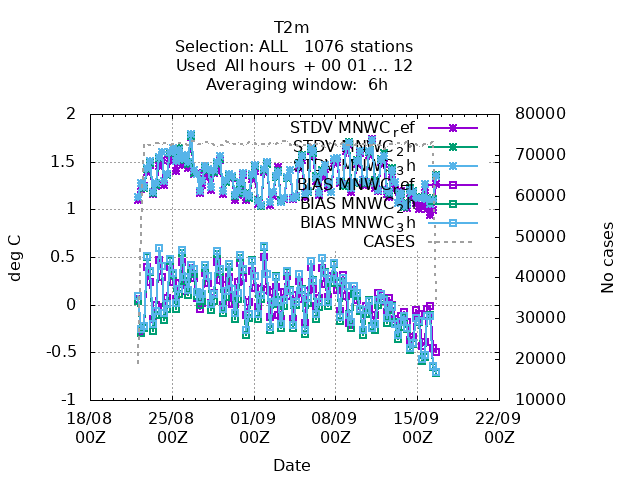 T2m
Selection: ALL   1076 stations
Used  All hours  + 00 01 ... 12
Averaging window:  6h
2
1.5
1
0.5
0
-0.5
-1
80000
70000
60000
50000
40000
30000
20000
10000
STDV MNWC_ref
STDV MNWC_2h
STDV MNWC_3h
BIAS MNWC_ref
BIAS MNWC_2h
BIAS MNWC_3h
CASES
deg C
No cases
18/08 25/08 01/09 08/09 15/09 22/09
00Z 00Z 00Z 00Z 00Z 00Z
Date